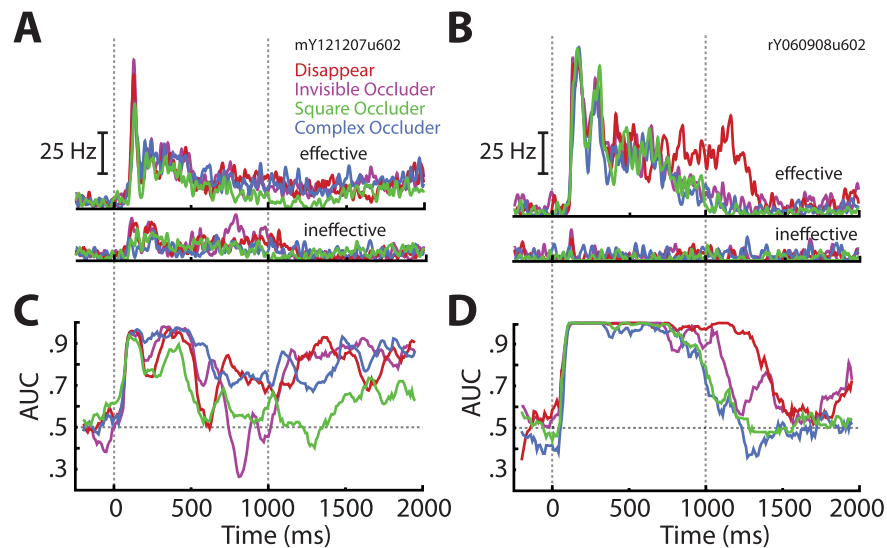 A
mY121207u602
Disappear
Invisible Occluder
Square Occluder
Complex Occluder
25 Hz
effective
ineffective
B
rY060908u602
25 Hz
effective
ineffective
C
.9
.7
.5
.3
AUC
0 500 1000 1500 2000
Time (ms)
D
.9
.7
.5
.3
AUC
0 500 1000 1500 2000
Time (ms)